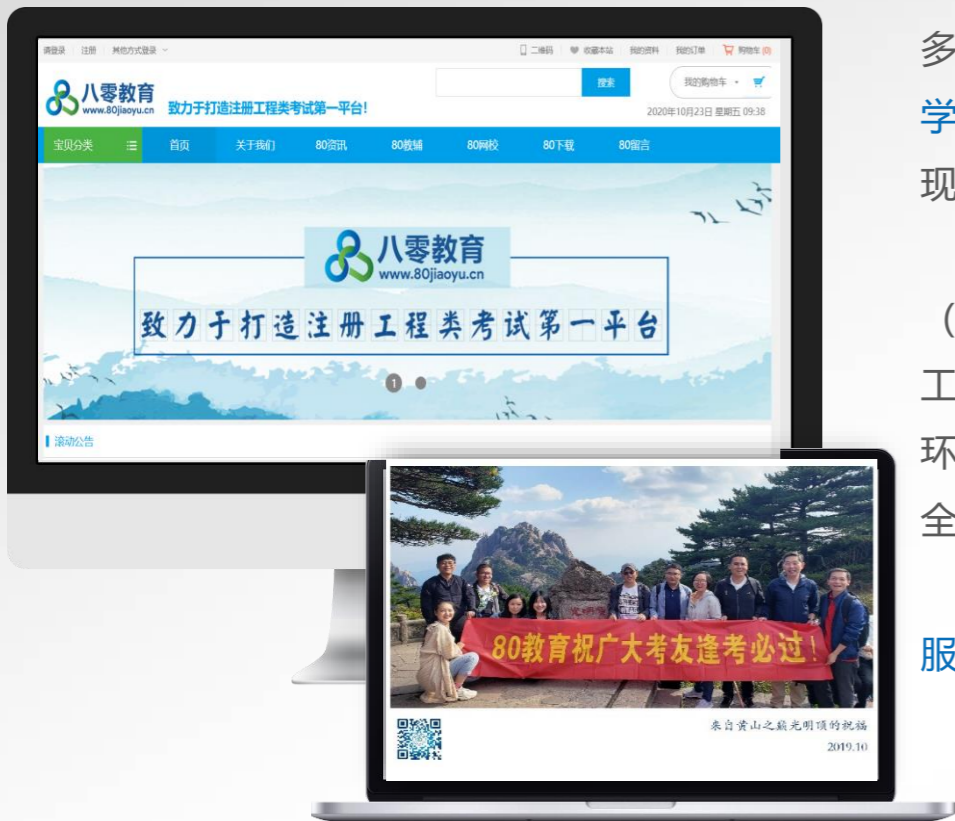 请登录 注册 其他方式登录
二维码 收藏本站 我的资料 我的订单 购物车(0)
八零教育
www.80jiaoyu.cn
致力于打造注册工程类考试第一平台!
搜索
我的购物车
2020年10月23日 星期五 09:38
宝贝分类 首页 关于我们 80资讯 80教辅 80网校 80下载 80留言
八零教育
www.80jiaoyu.cn
致力于打造注册工程类考试第一平台
1
滚动公告
80教育祝广大考友逢考必过!
来自黄山之巅光明顶的祝福
2019.10
多
学
现
（
工
环
全
服